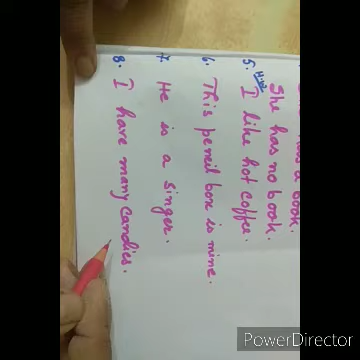 a book.
She has no book.
5. I like hot coffee.
6. This pencil box is mine.
7. He is a singer.
8. I have many candies.
PowerDirector